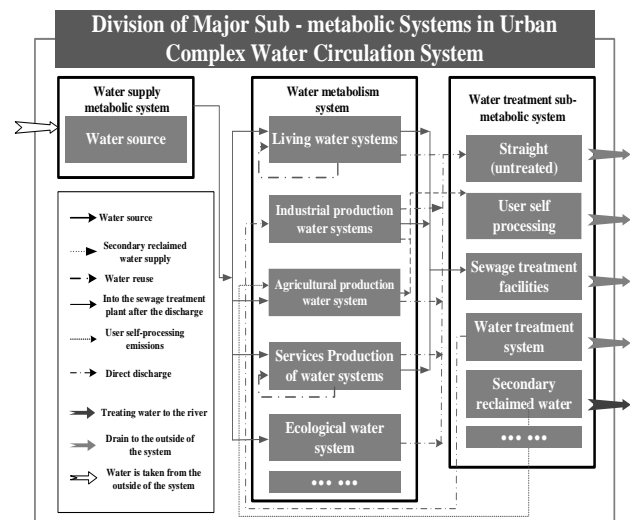 Division of Major Sub - metabolic Systems in Urban
Complex Water Circulation System
Water supply
metabolic system
Water source
Water source
Secondary reclaimed
water supply
Water reuse
Into the sewage treatment
plant after the discharge
User self-processing
emissions
Direct discharge
Treating water to the river
Drain to the outside of
the system
Water is taken from the
outside of the system
Water metabolism
system
Living water systems
Industrial production
water systems
Agricultural production
water system
Services Production
of water systems
Ecological water
system
••• •••
Water treatment sub-
metabolic system
Straight
(untreated)
User self
processing
Sewage treatment
facilities
Water treatment
system
Secondary
reclaimed water
••• •••